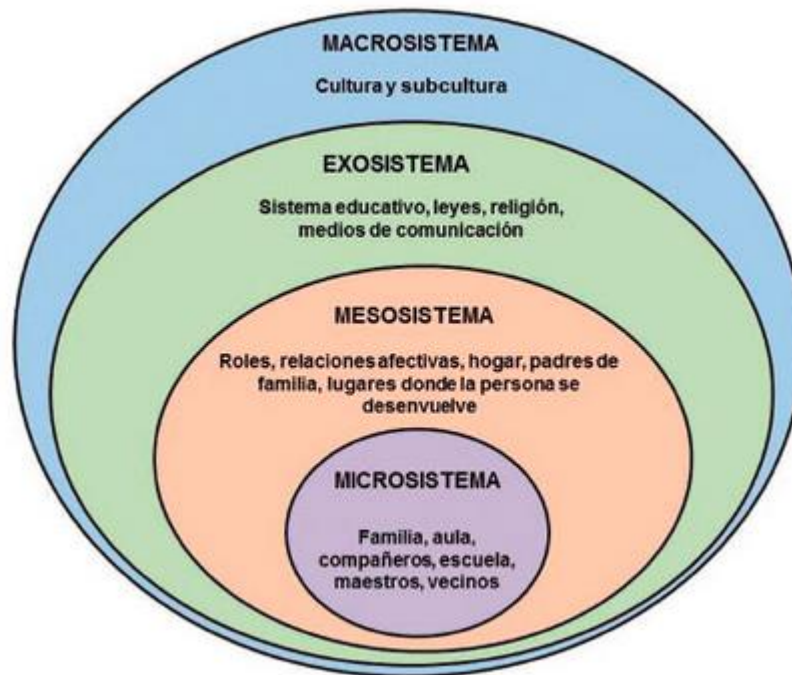 MACROSISTEMA
Cultura y subcultura
EXOSISTEMA
Sistema educativo, leyes, religión,
medios de comunicación
MESOSISTEMA
Roles, relaciones afectivas, hogar, padres de
familia, lugares donde la persona se
desenvuelve
MICROSISTEMA
Familia, aula,
compañeros, escuela,
maestros, vecinos